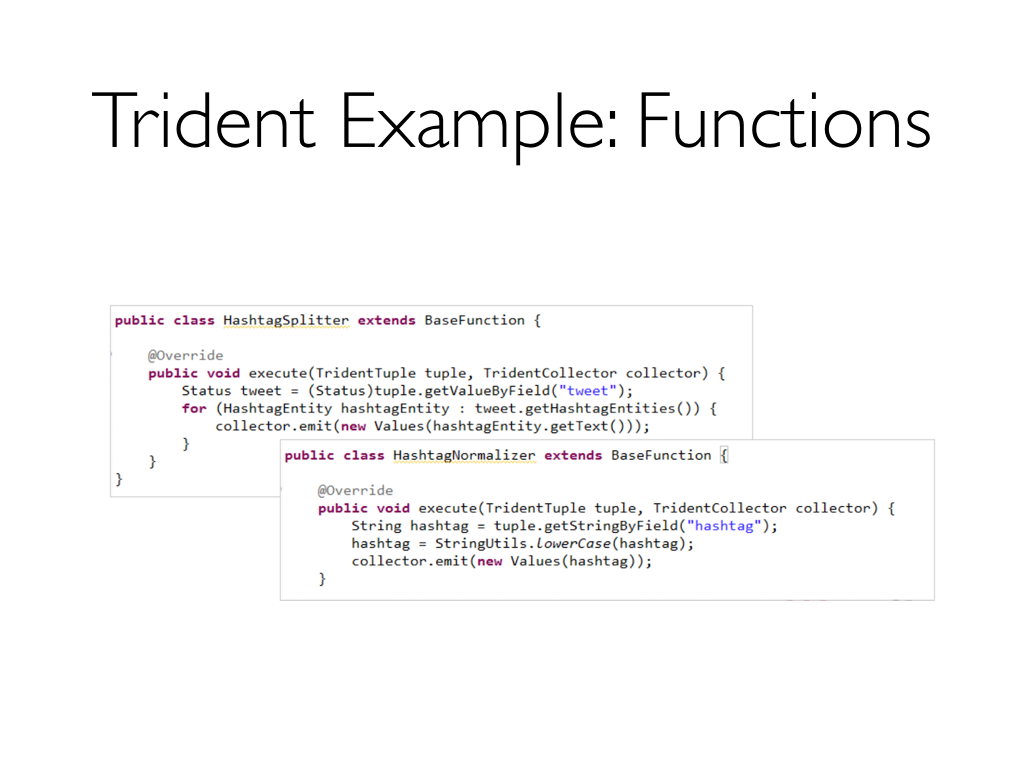 Trident Example: Functions
public class HashtagSplitter extends BaseFunction {
@Override
public void execute(TridentTuple tuple, TridentCollector collector) {
Status tweet = (Status)tuple.getValueByField("tweet");
for (HashtagEntity hashtagEntity : tweet.getHashtagEntities()) {
collector.emit(new Values(hashtagEntity.getText()));
}
}
}
public class HashtagNormalizer extends BaseFunction {
@Override
public void execute(TridentTuple tuple, TridentCollector collector) {
String hashtag = tuple.getStringByField("hashtag");
hashtag = StringUtils.lowerCase(hashtag);
collector.emit(new Values(hashtag));
}